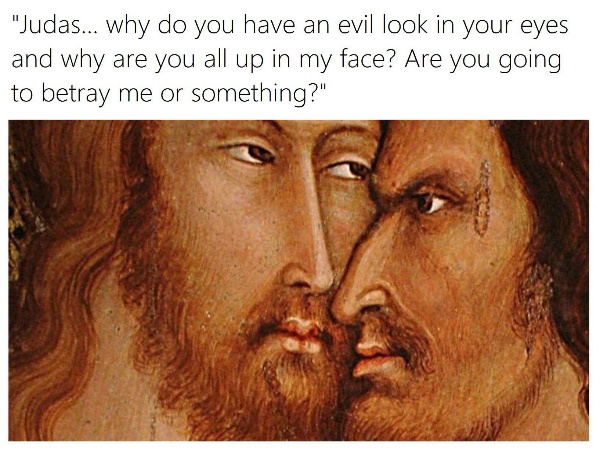 "Judas... why do you have an evil look in your eyes
and why are you all up in my face? Are you going
to betray me or something?"